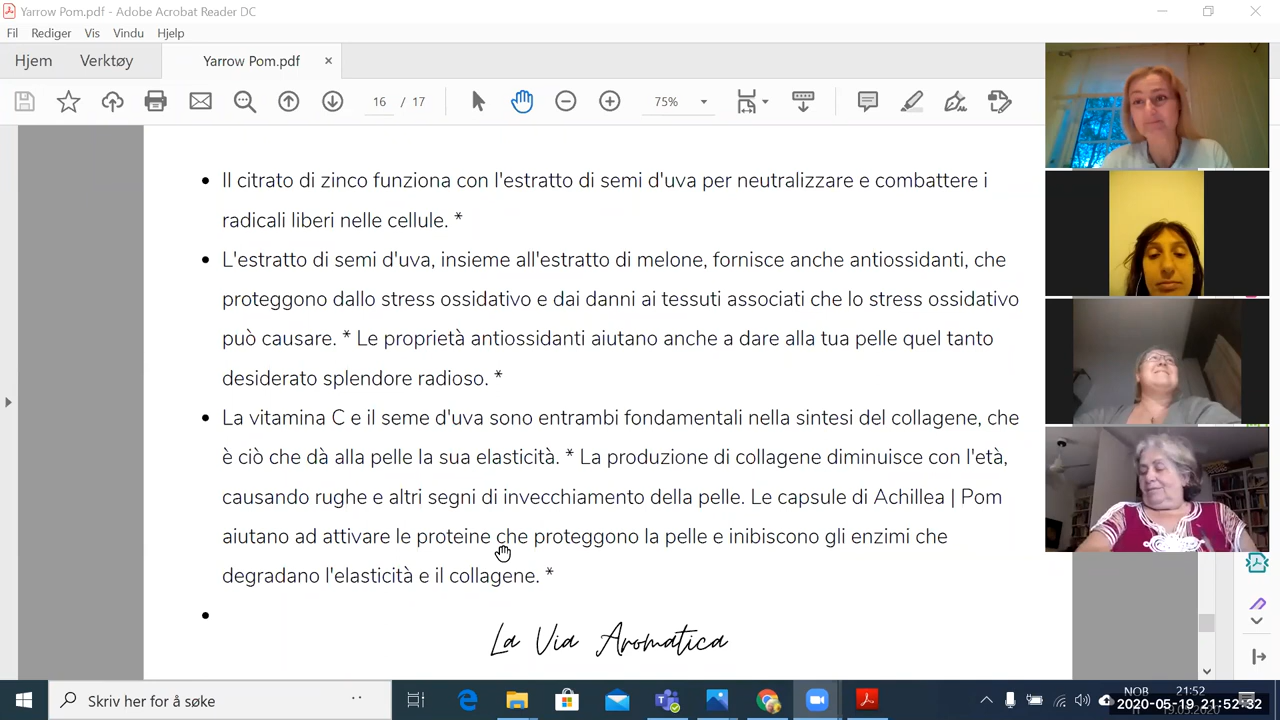 Yarrow Pom.pdf - Adobe Acrobat Reader DC
Fil Rediger Vis Vindu Hjelp
Hjem Verktøy Yarrow Pom.pdf ×
16 / 17 75%
• Il citrato di zinco funziona con l'estratto di semi d'uva per neutralizzare e combattere i
radicali liberi nelle cellule. *
• L'estratto di semi d'uva, insieme all'estratto di melone, fornisce anche antiossidanti, che
proteggono dallo stress ossidativo e dai danni ai tessuti associati che lo stress ossidativo
può causare. * Le proprietà antiossidanti aiutano anche a dare alla tua pelle quel tanto
desiderato splendore radioso. *
• La vitamina C e il seme d'uva sono entrambi fondamentali nella sintesi del collagene, che
è ciò che dà alla pelle la sua elasticità. * La produzione di collagene diminuisce con l'età,
causando rughe e altri segni di invecchiamento della pelle. Le capsule di Achillea | Pom
aiutano ad attivare le proteine che proteggono la pelle e inibiscono gli enzimi che
degradano l'elasticità e il collagene. *
•
La Via Aromatica
Skriv her for å søke
NOR 21:52
2020-05-19 21:52:32